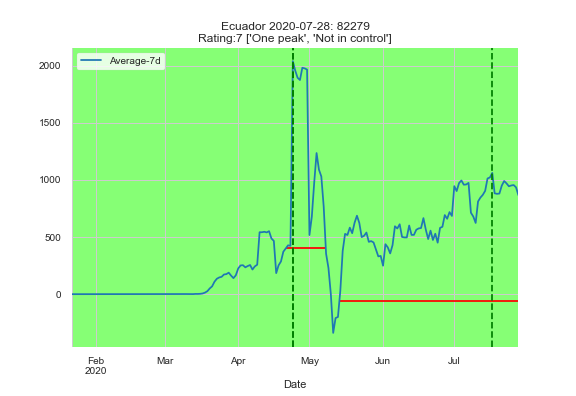 Ecuador 2020-07-28: 82279
Rating:7 ['One peak', 'Not in control']
Average-7d
2000
1500
1000
500
0
Feb
2020
Mar
Apr
May
Jun
Jul
Date